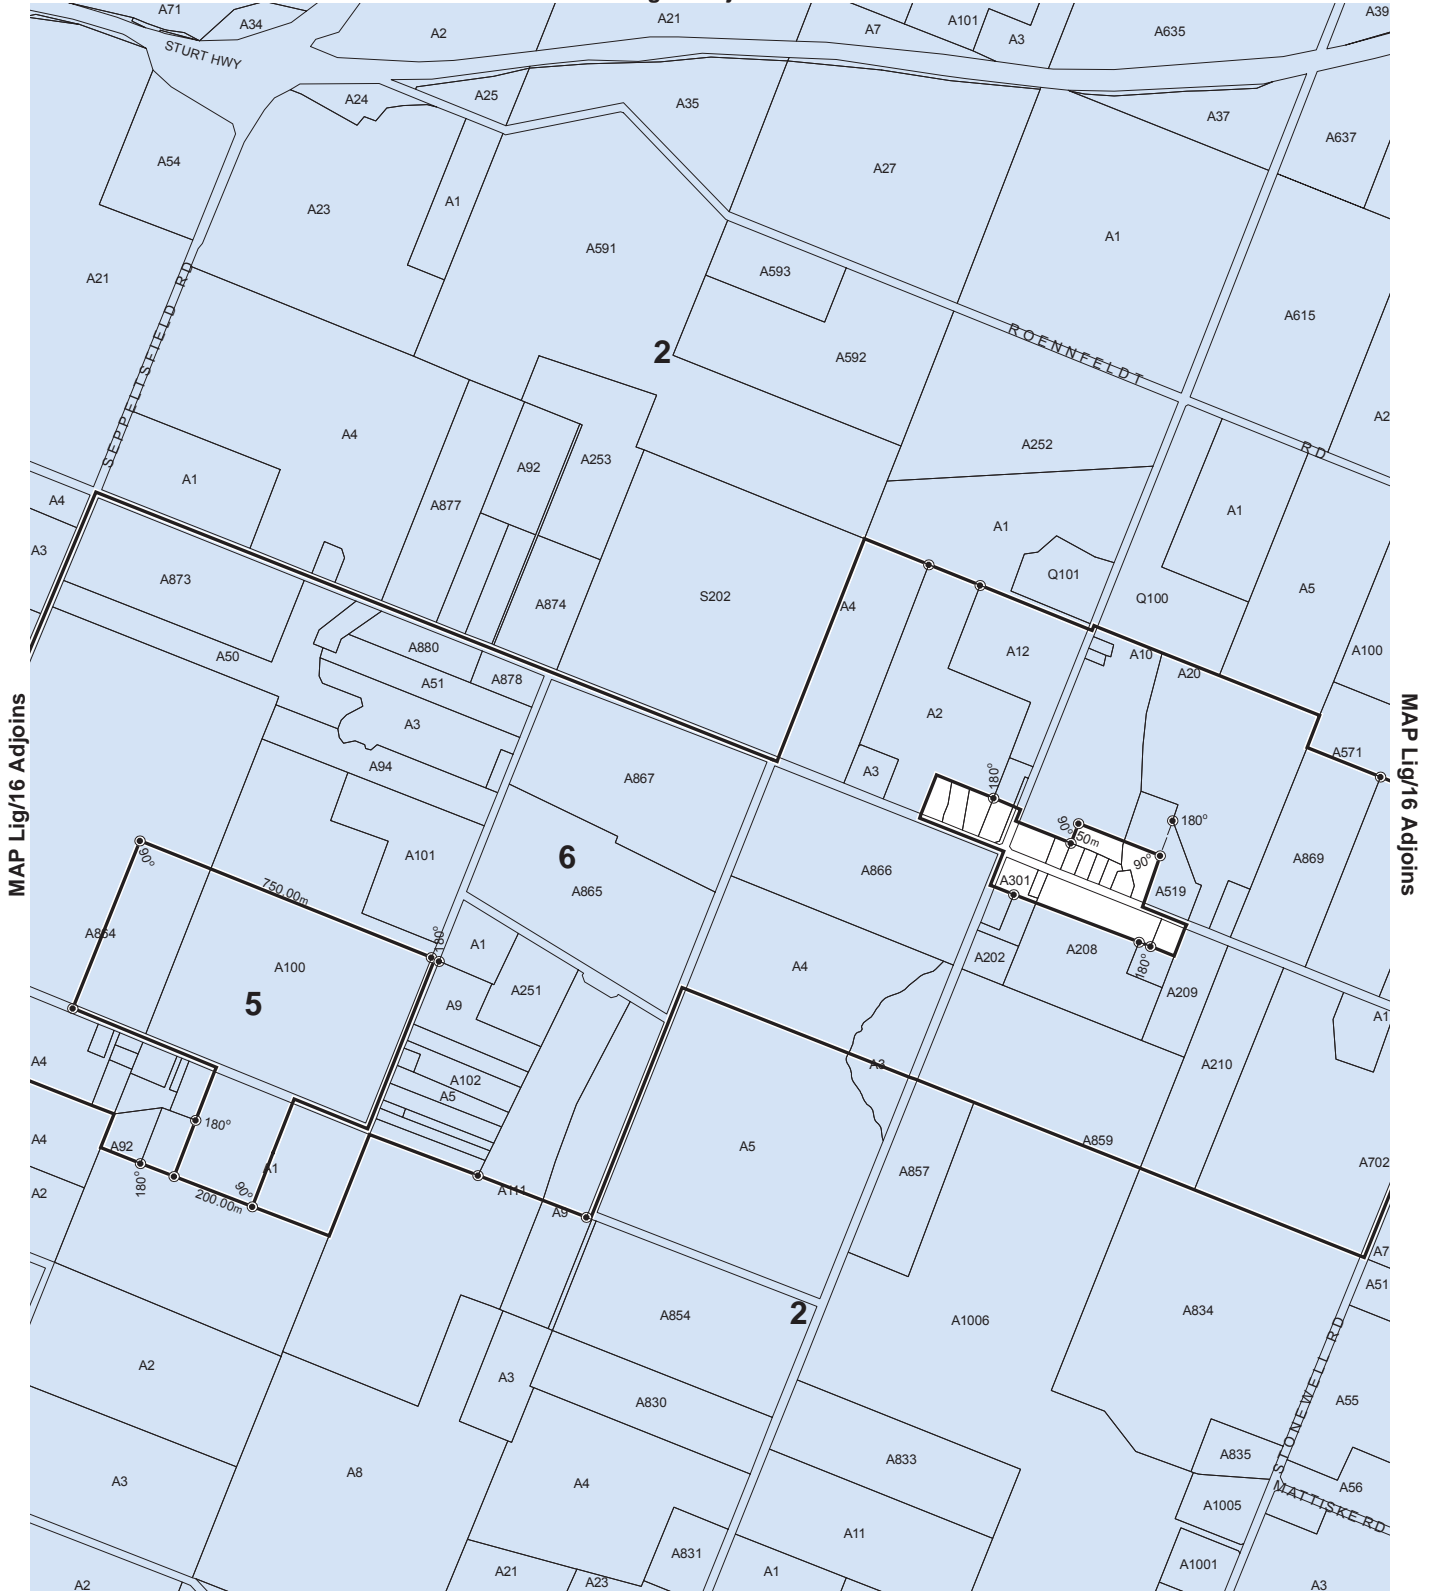 A71
A34
A2
A21
A7
A101
A3
A635
A39
STURT HWY
A24
A25
A35
A37
A637
A54
A23
A1
A27
A591
A1
A21
A593
A615
SEPPELTSFIELD RD
2
A592
ROENNFELDT
RD
A2
A4
A252
A1
A92
A253
A4
A877
A1
A1
A3
A873
Q101
A5
S202
A4
Q100
A874
A50
A880
A12
A10
A100
A51
A878
A20
A3
A2
A571
MAP Lig/16 Adjoins
MAP Lig/16 Adjoins
A94
A867
A3
180°
90°
50m
180°
90°
90°
A101
6
A866
A869
750.00m
A865
A301
A519
A864
180°
A1
A208
A100
A4
A202
180°
5
A9
A251
A209
A1
A4
A3
A210
A102
A5
A4
180°
A92
A5
A859
A1
A857
A702
180°
200.00m
90°
A2
A111
A9
A7
A51
2
A854
A1006
A834
STONEWELL RD
A2
A3
A830
A55
A3
A8
A4
A833
A835
A56
MATTISKE RD
A1005
A11
A831
A1001
A2
A21
A23
A1
A3